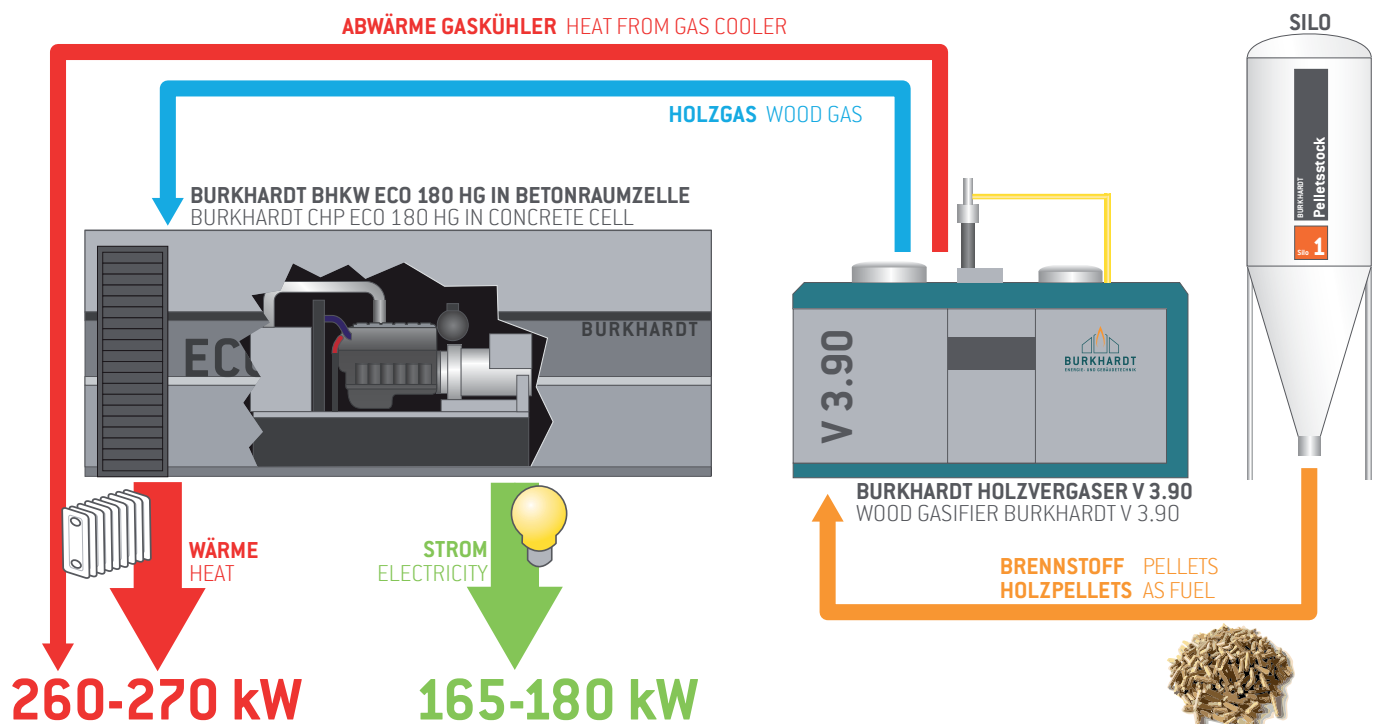 ABWÄRME GASKÜHLER HEAT FROM GAS COOLER
SILO
HOLZGAS WOOD GAS
BURKHARDT
Pelletsstock
Silo 1
BURKHARDT BHKW ECO 180 HG IN BETONRAUMZELLE
BURKHARDT CHP ECO 180 HG IN CONCRETE CELL
BURKHARDT
ECO
V 3.90
BURKHARDT
ENERGIE- UND GEBÄUDETECHNIK
BURKHARDT HOLZVERGASER V 3.90
WOOD GASIFIER BURKHARDT V 3.90
WÄRME
HEAT
STROM
ELECTRICITY
BRENNSTOFF PELLETS
HOLZPELLETS AS FUEL
260-270 kW
165-180 kW